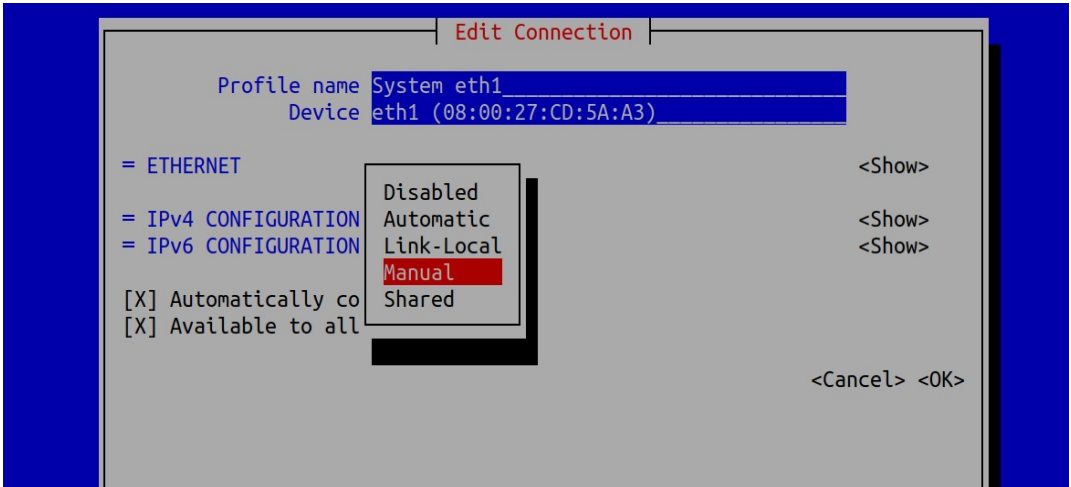 Edit Connection
Profile name System eth1
Device eth1 (08:00:27:CD:5A:A3)
= ETHERNET <Show>
Disabled
= IPv4 CONFIGURATION Automatic <Show>
= IPv6 CONFIGURATION Link-Local <Show>
Manual
[X] Automatically co Shared
[X] Available to all
<Cancel> <OK>